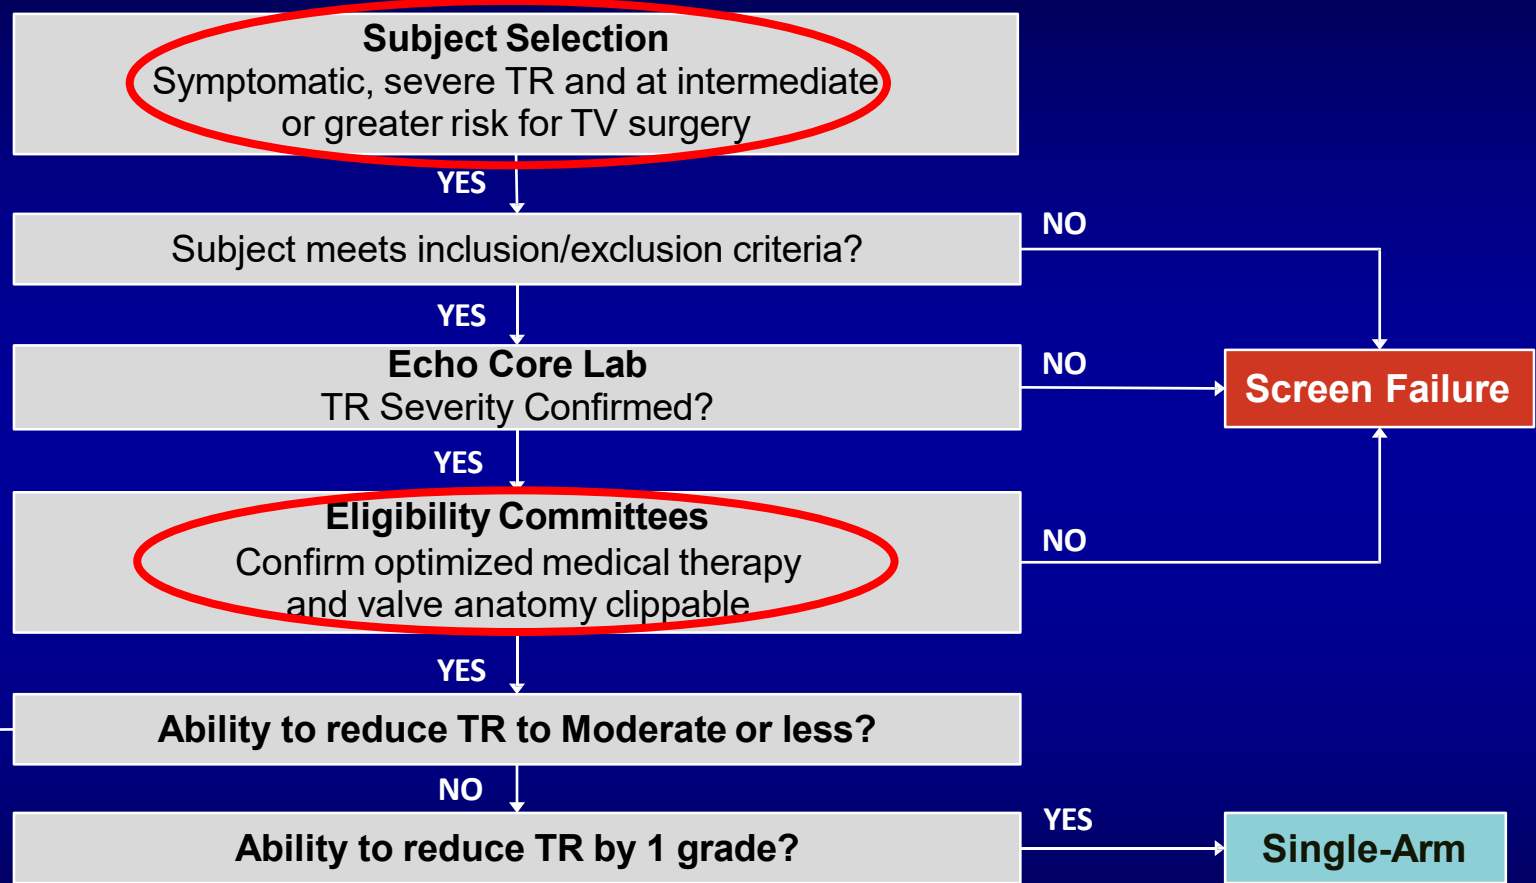 Subject Selection
Symptomatic, severe TR and at intermediate
or greater risk for TV surgery
YES
Subject meets inclusion/exclusion criteria?
NO
YES
Echo Core Lab
TR Severity Confirmed?
NO
Screen Failure
YES
Eligibility Committees
Confirm optimized medical therapy
and valve anatomy clippable
NO
YES
Ability to reduce TR to Moderate or less?
NO
Ability to reduce TR by 1 grade?
YES
Single-Arm